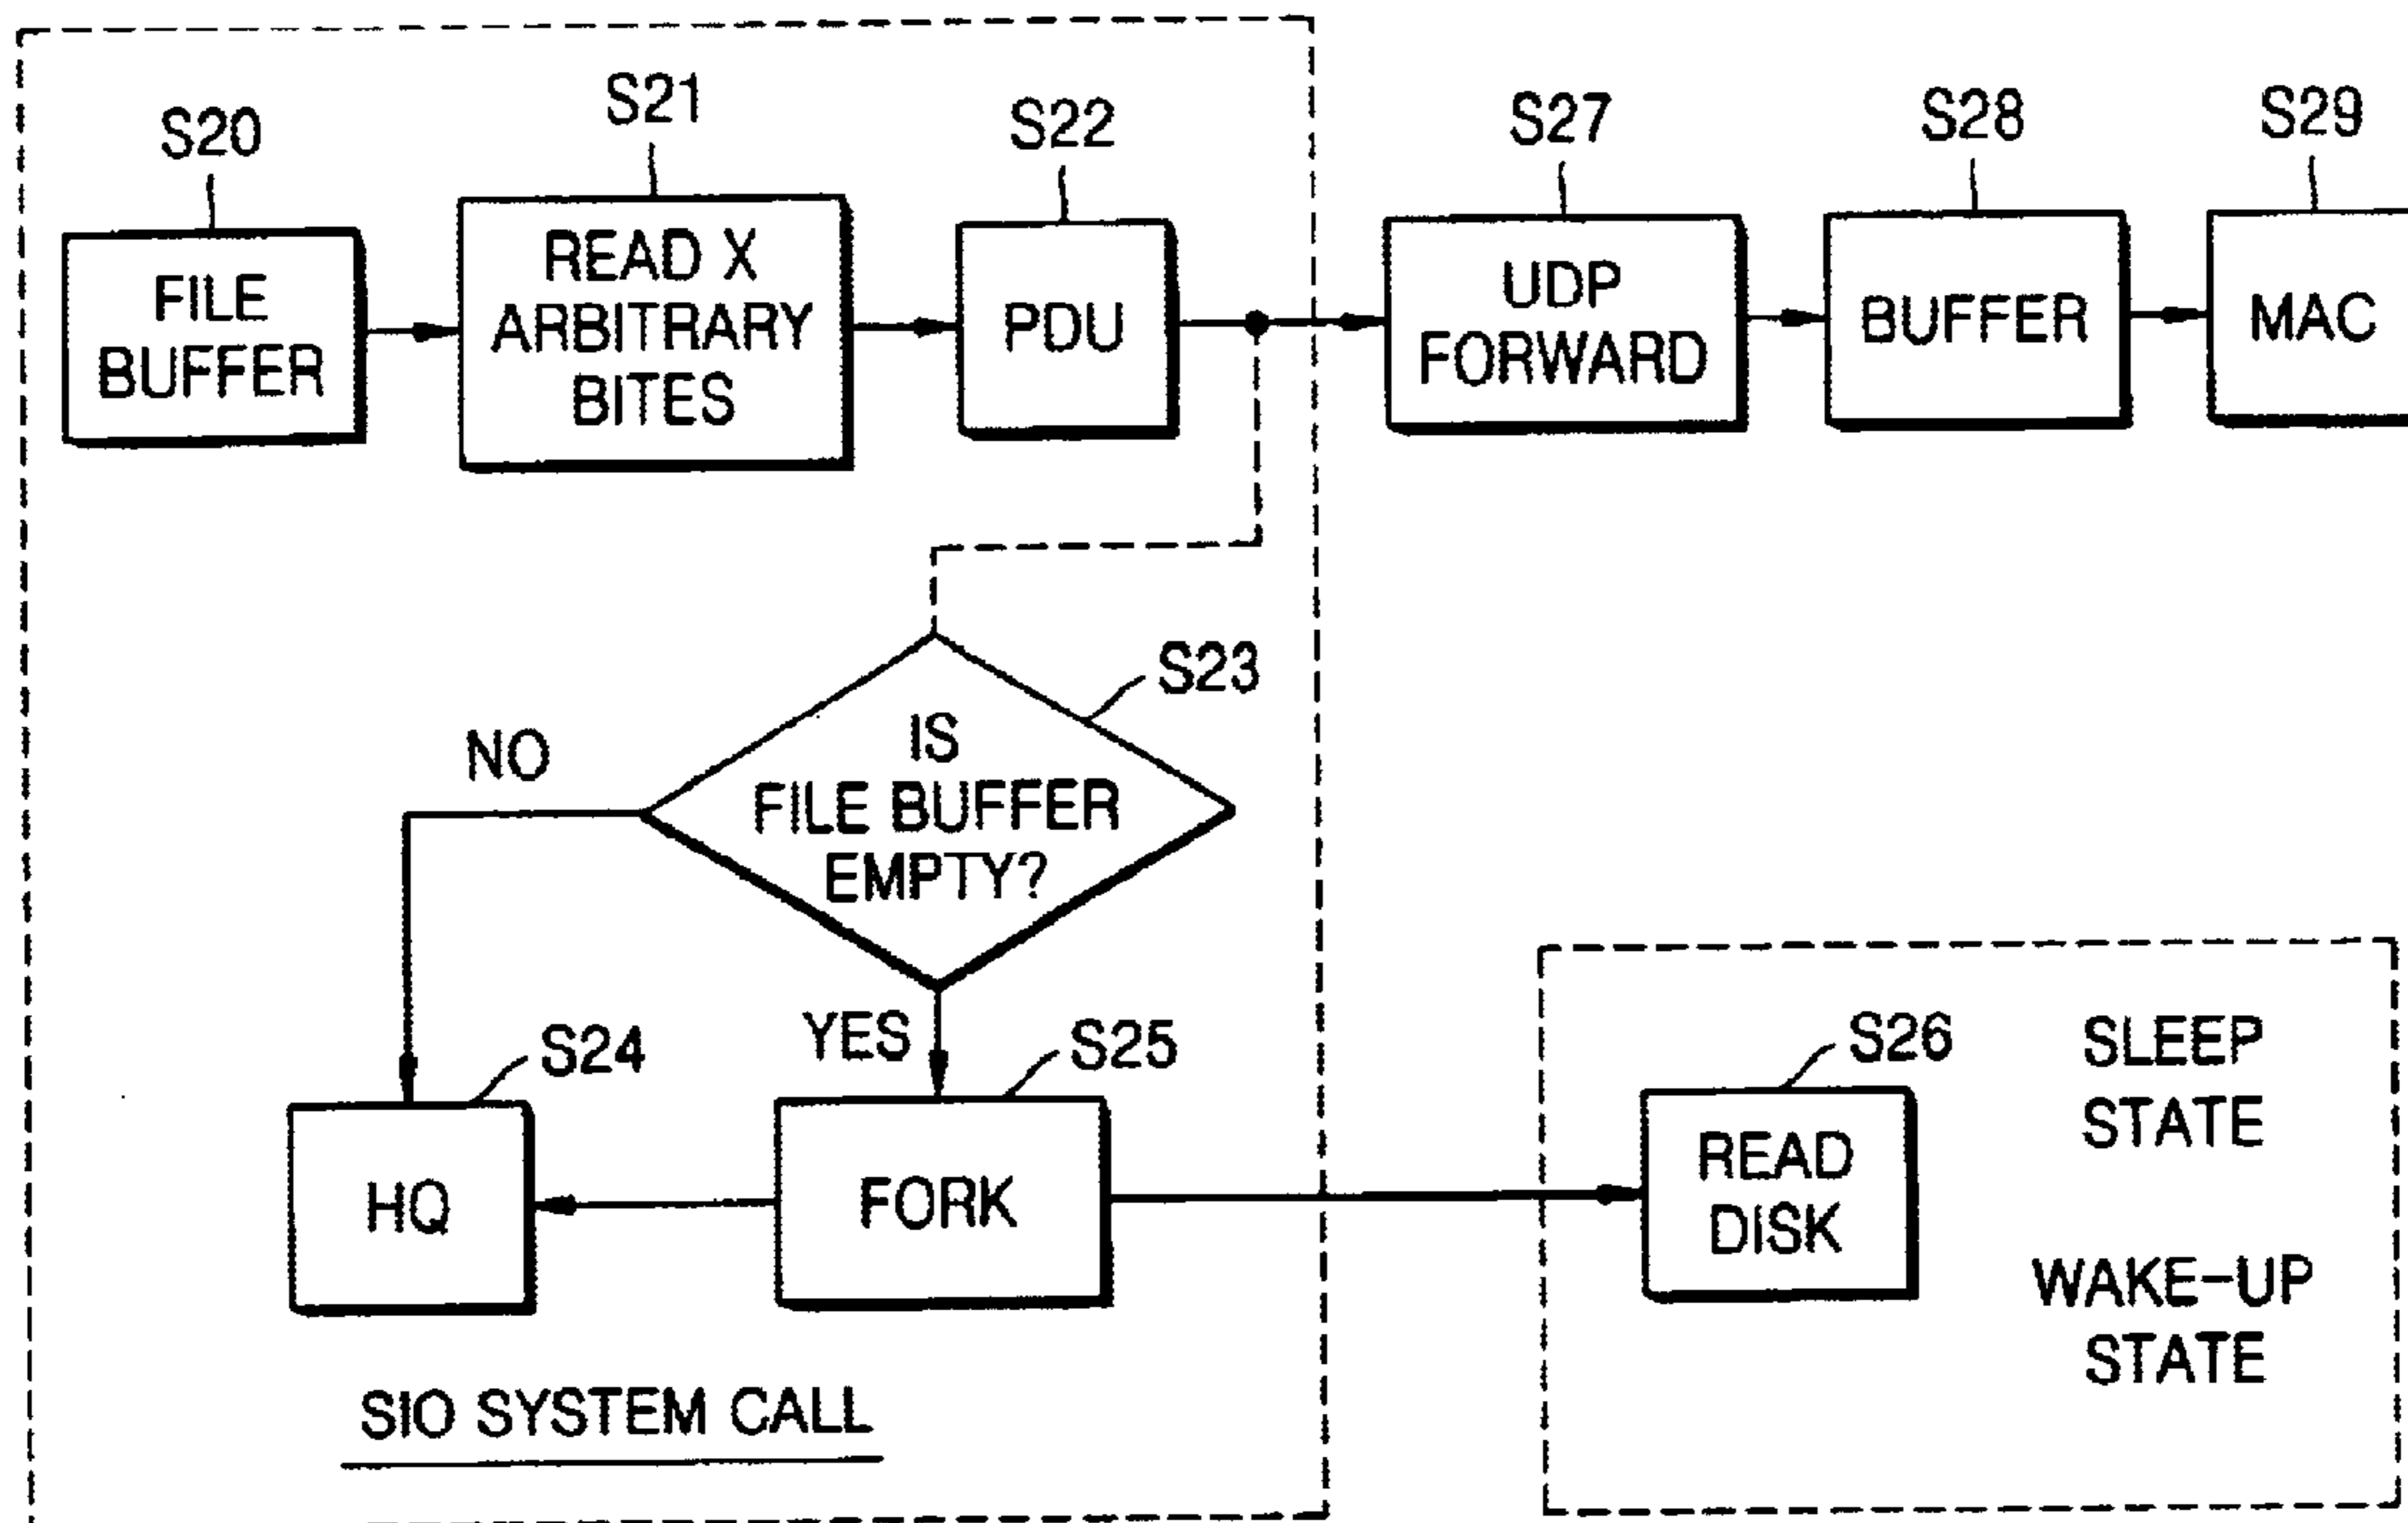 S20
FILE
BUFFER
S21
READ X
ARBITRARY
BITES
S22
PDU
S27
UDP
FORWARD
S28
BUFFER
S29
MAC
S23
IS
FILE BUFFER
EMPTY?
NO
YES
S24
HQ
S25
FORK
S26
READ
DISK
SLEEP
STATE
WAKE-UP
STATE
SIO SYSTEM CALL